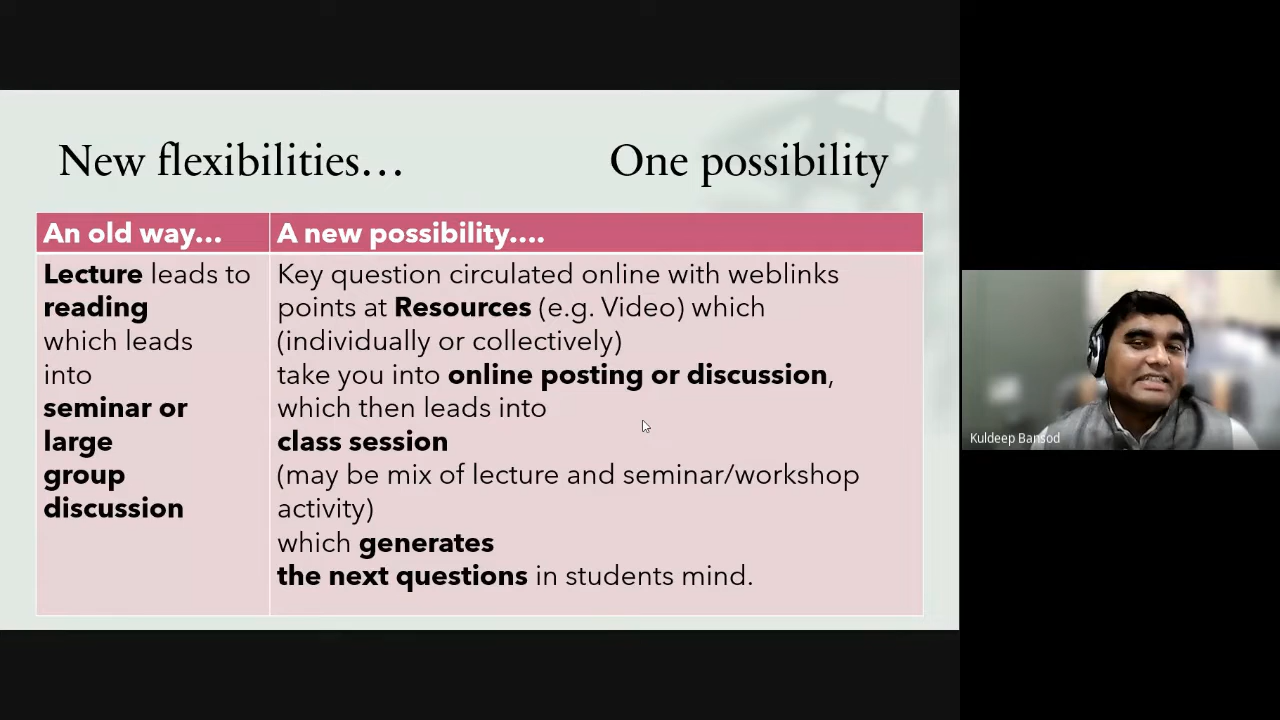 New flexibilities…
One possibility
An old way…
A new possibility….
Lecture leads to
reading
which leads
into
seminar or
large
group
discussion
Key question circulated online with weblinks
points at Resources (e.g. Video) which
(individually or collectively)
take you into online posting or discussion,
which then leads into
class session
(may be mix of lecture and seminar/workshop
activity)
which generates
the next questions in students mind.
Kuldeep Bansod